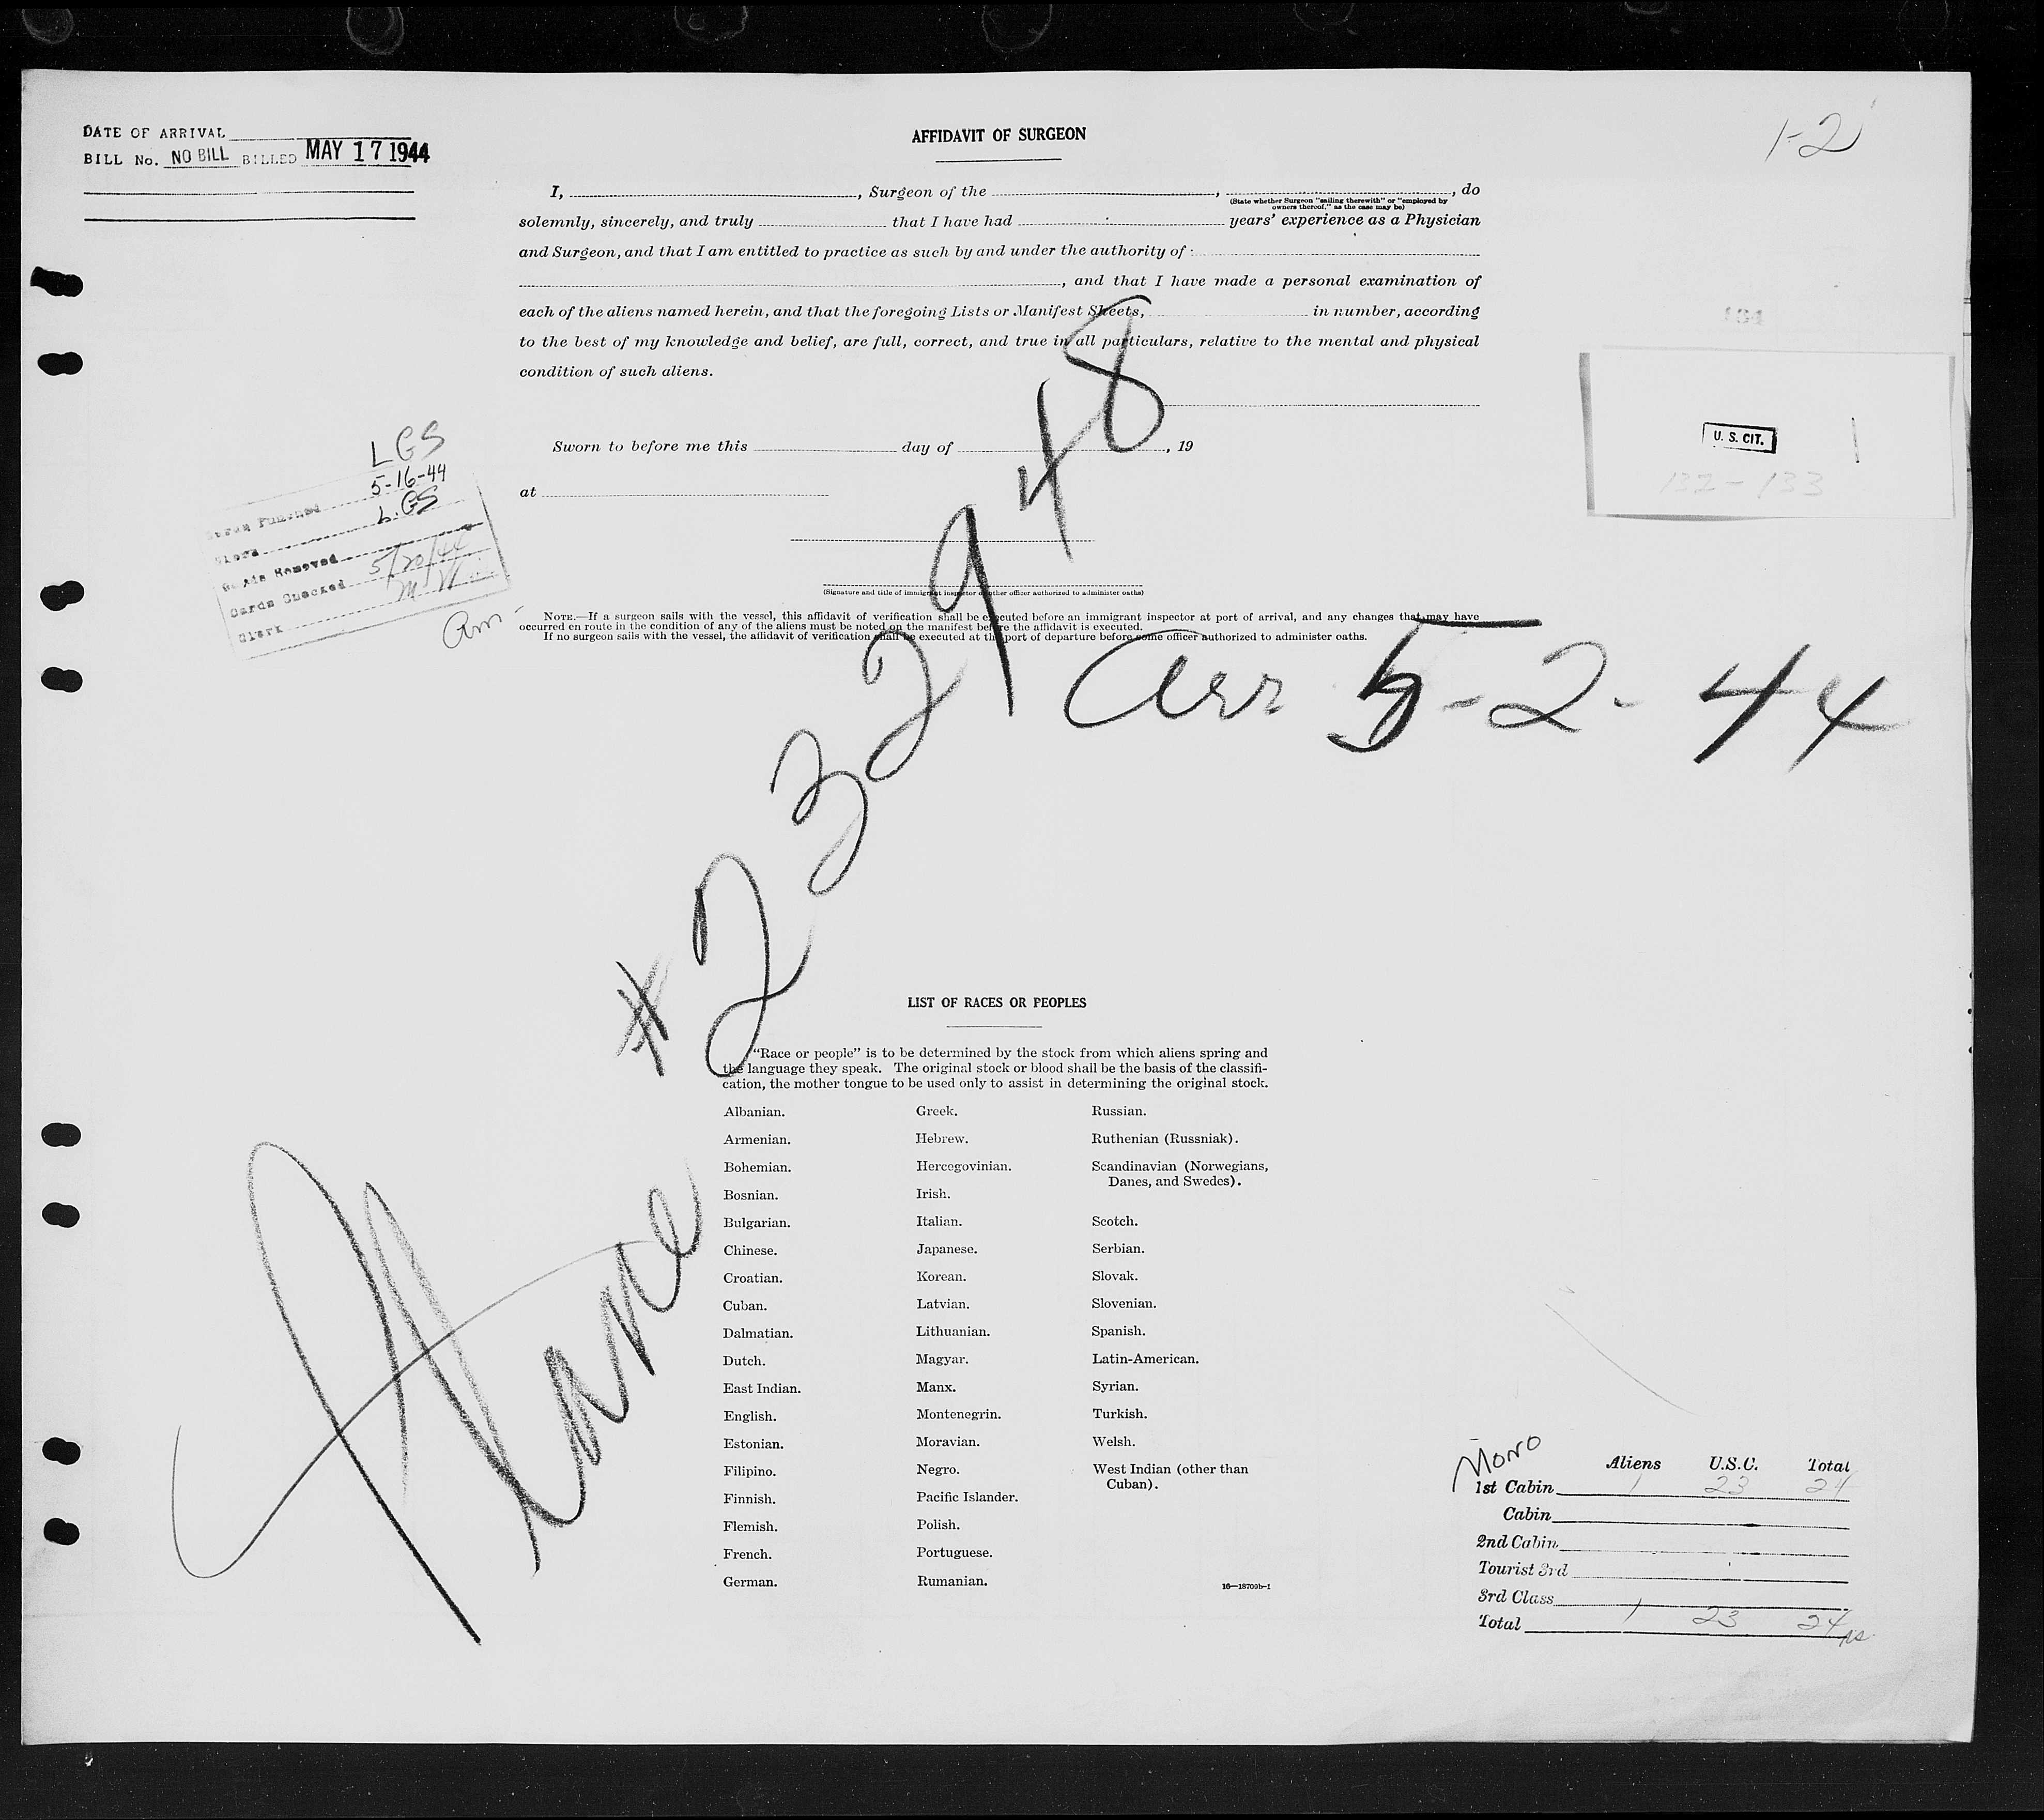 DATE OF ARRIVAL
BILL No. NO BILL BILLED MAY 17 1944
AFFIDAVIT OF SURGEON
1-2
I, , Surgeon of the , , do
(State whether Surgeon "sailing therewith" or "employed by
owners thereof," as the case may be)
solemnly, sincerely, and truly that I have had years' experience as a Physician
and Surgeon, and that I am entitled to practice as such by and under the authority of
, and that I have made a personal examination of
each of the aliens named herein, and that the foregoing Lists or Manifest Sheets, in number, according
to the best of my knowledge and belief, are full, correct, and true in all particulars, relative to the mental and physical
condition of such aliens.
134
U. S. CIT.
132-133
Sworn to before me this day of , 19
at
(Signature and title of immigrant inspector or other officer authorized to administer oaths)
NOTE.—If a surgeon sails with the vessel, this affidavit of verification shall be executed before an immigrant inspector at port of arrival, and any changes that may have
occurred en route in the condition of any of the aliens must be noted on the manifest before the affidavit is executed.
If no surgeon sails with the vessel, the affidavit of verification shall be executed at the port of departure before some officer authorized to administer oaths.
LGS
5-16-44
Punched
LGS
Clerk
Removed
Cards Checked 5/20/44
Clerk
Arr 5-2-44
Plane #2329948
LIST OF RACES OR PEOPLES
"Race or people" is to be determined by the stock from which aliens spring and
the language they speak. The original stock or blood shall be the basis of the classifi-
cation, the mother tongue to be used only to assist in determining the original stock.
Albanian. Greek. Russian.
Armenian. Hebrew. Ruthenian (Russniak).
Bohemian. Hercegovinian. Scandinavian (Norwegians,
Danes, and Swedes).
Bosnian. Irish.
Bulgarian. Italian. Scotch.
Chinese. Japanese. Serbian.
Croatian. Korean. Slovak.
Cuban. Latvian. Slovenian.
Dalmatian. Lithuanian. Spanish.
Dutch. Magyar. Latin-American.
East Indian. Manx. Syrian.
English. Montenegrin. Turkish.
Estonian. Moravian. Welsh.
Filipino. Negro. West Indian (other than
Cuban).
Finnish. Pacific Islander.
Flemish. Polish.
French. Portuguese.
German. Rumanian.
16—18709b-1
Aliens U.S.C. Total
1st Cabin 1 23 24
Cabin
2nd Cabin
Tourist 3rd
3rd Class
Total 1 23 24